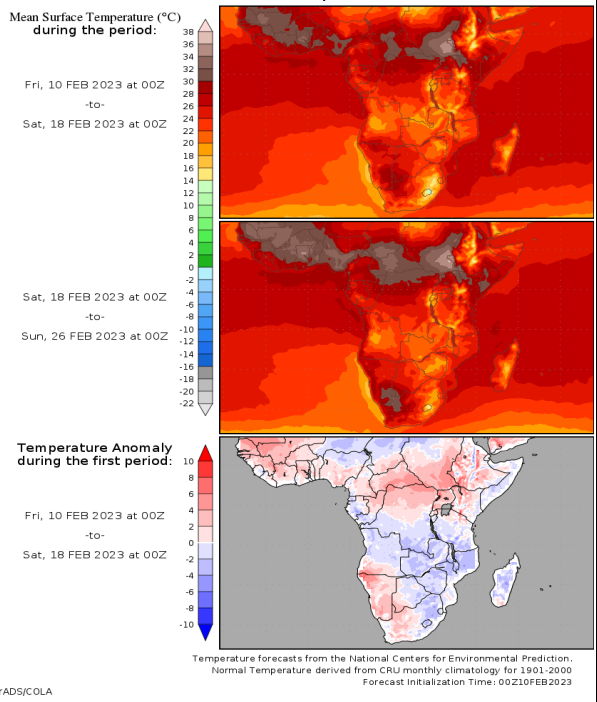 Mean Surface Temperature (°C)
during the period:
Fri, 10 FEB 2023 at 00Z
-to-
Sat, 18 FEB 2023 at 00Z
38
36
34
32
30
28
26
24
22
20
18
16
14
12
10
8
6
4
2
0
-2
-4
-6
-8
-10
-12
-14
-16
-18
-20
-22
Sat, 18 FEB 2023 at 00Z
-to-
Sun, 26 FEB 2023 at 00Z
Temperature Anomaly
during the first period:
Fri, 10 FEB 2023 at 00Z
-to-
Sat, 18 FEB 2023 at 00Z
10
8
6
4
2
0
-2
-4
-6
-8
-10
Temperature forecasts from the National Centers for Environmental Prediction.
Normal Temperature derived from CRU monthly climatology for 1901-2000
Forecast Initialization Time: 00Z10FEB2023
rADS/COLA